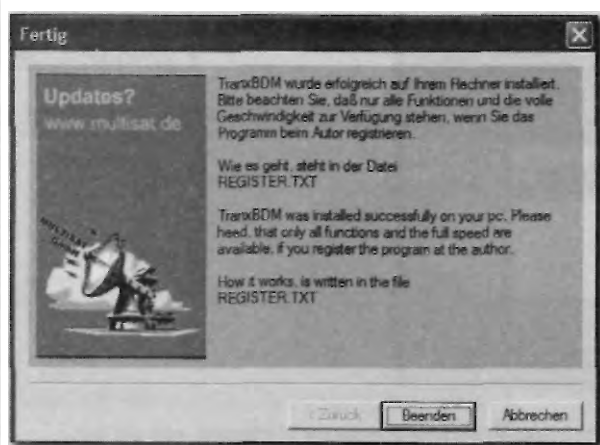 Fertig
Updates?
www.multisat.de
TranxBDM wurde erfolgreich auf Ihrem Rechner installiert.
Bitte beachten Sie, daß nur alle Funktionen und die volle
Geschwindigkeit zur Verfügung stehen, wenn Sie das
Programm beim Autor registrieren.
Wie es geht, steht in der Datei
REGISTER.TXT
TranxBDM was installed successfully on your pc. Please
heed, that only all functions and the full speed are
available, if you register the program at the author.
How it works, is written in the file
REGISTER.TXT
MULTISAT
< Zurück
Beenden
Abbrechen